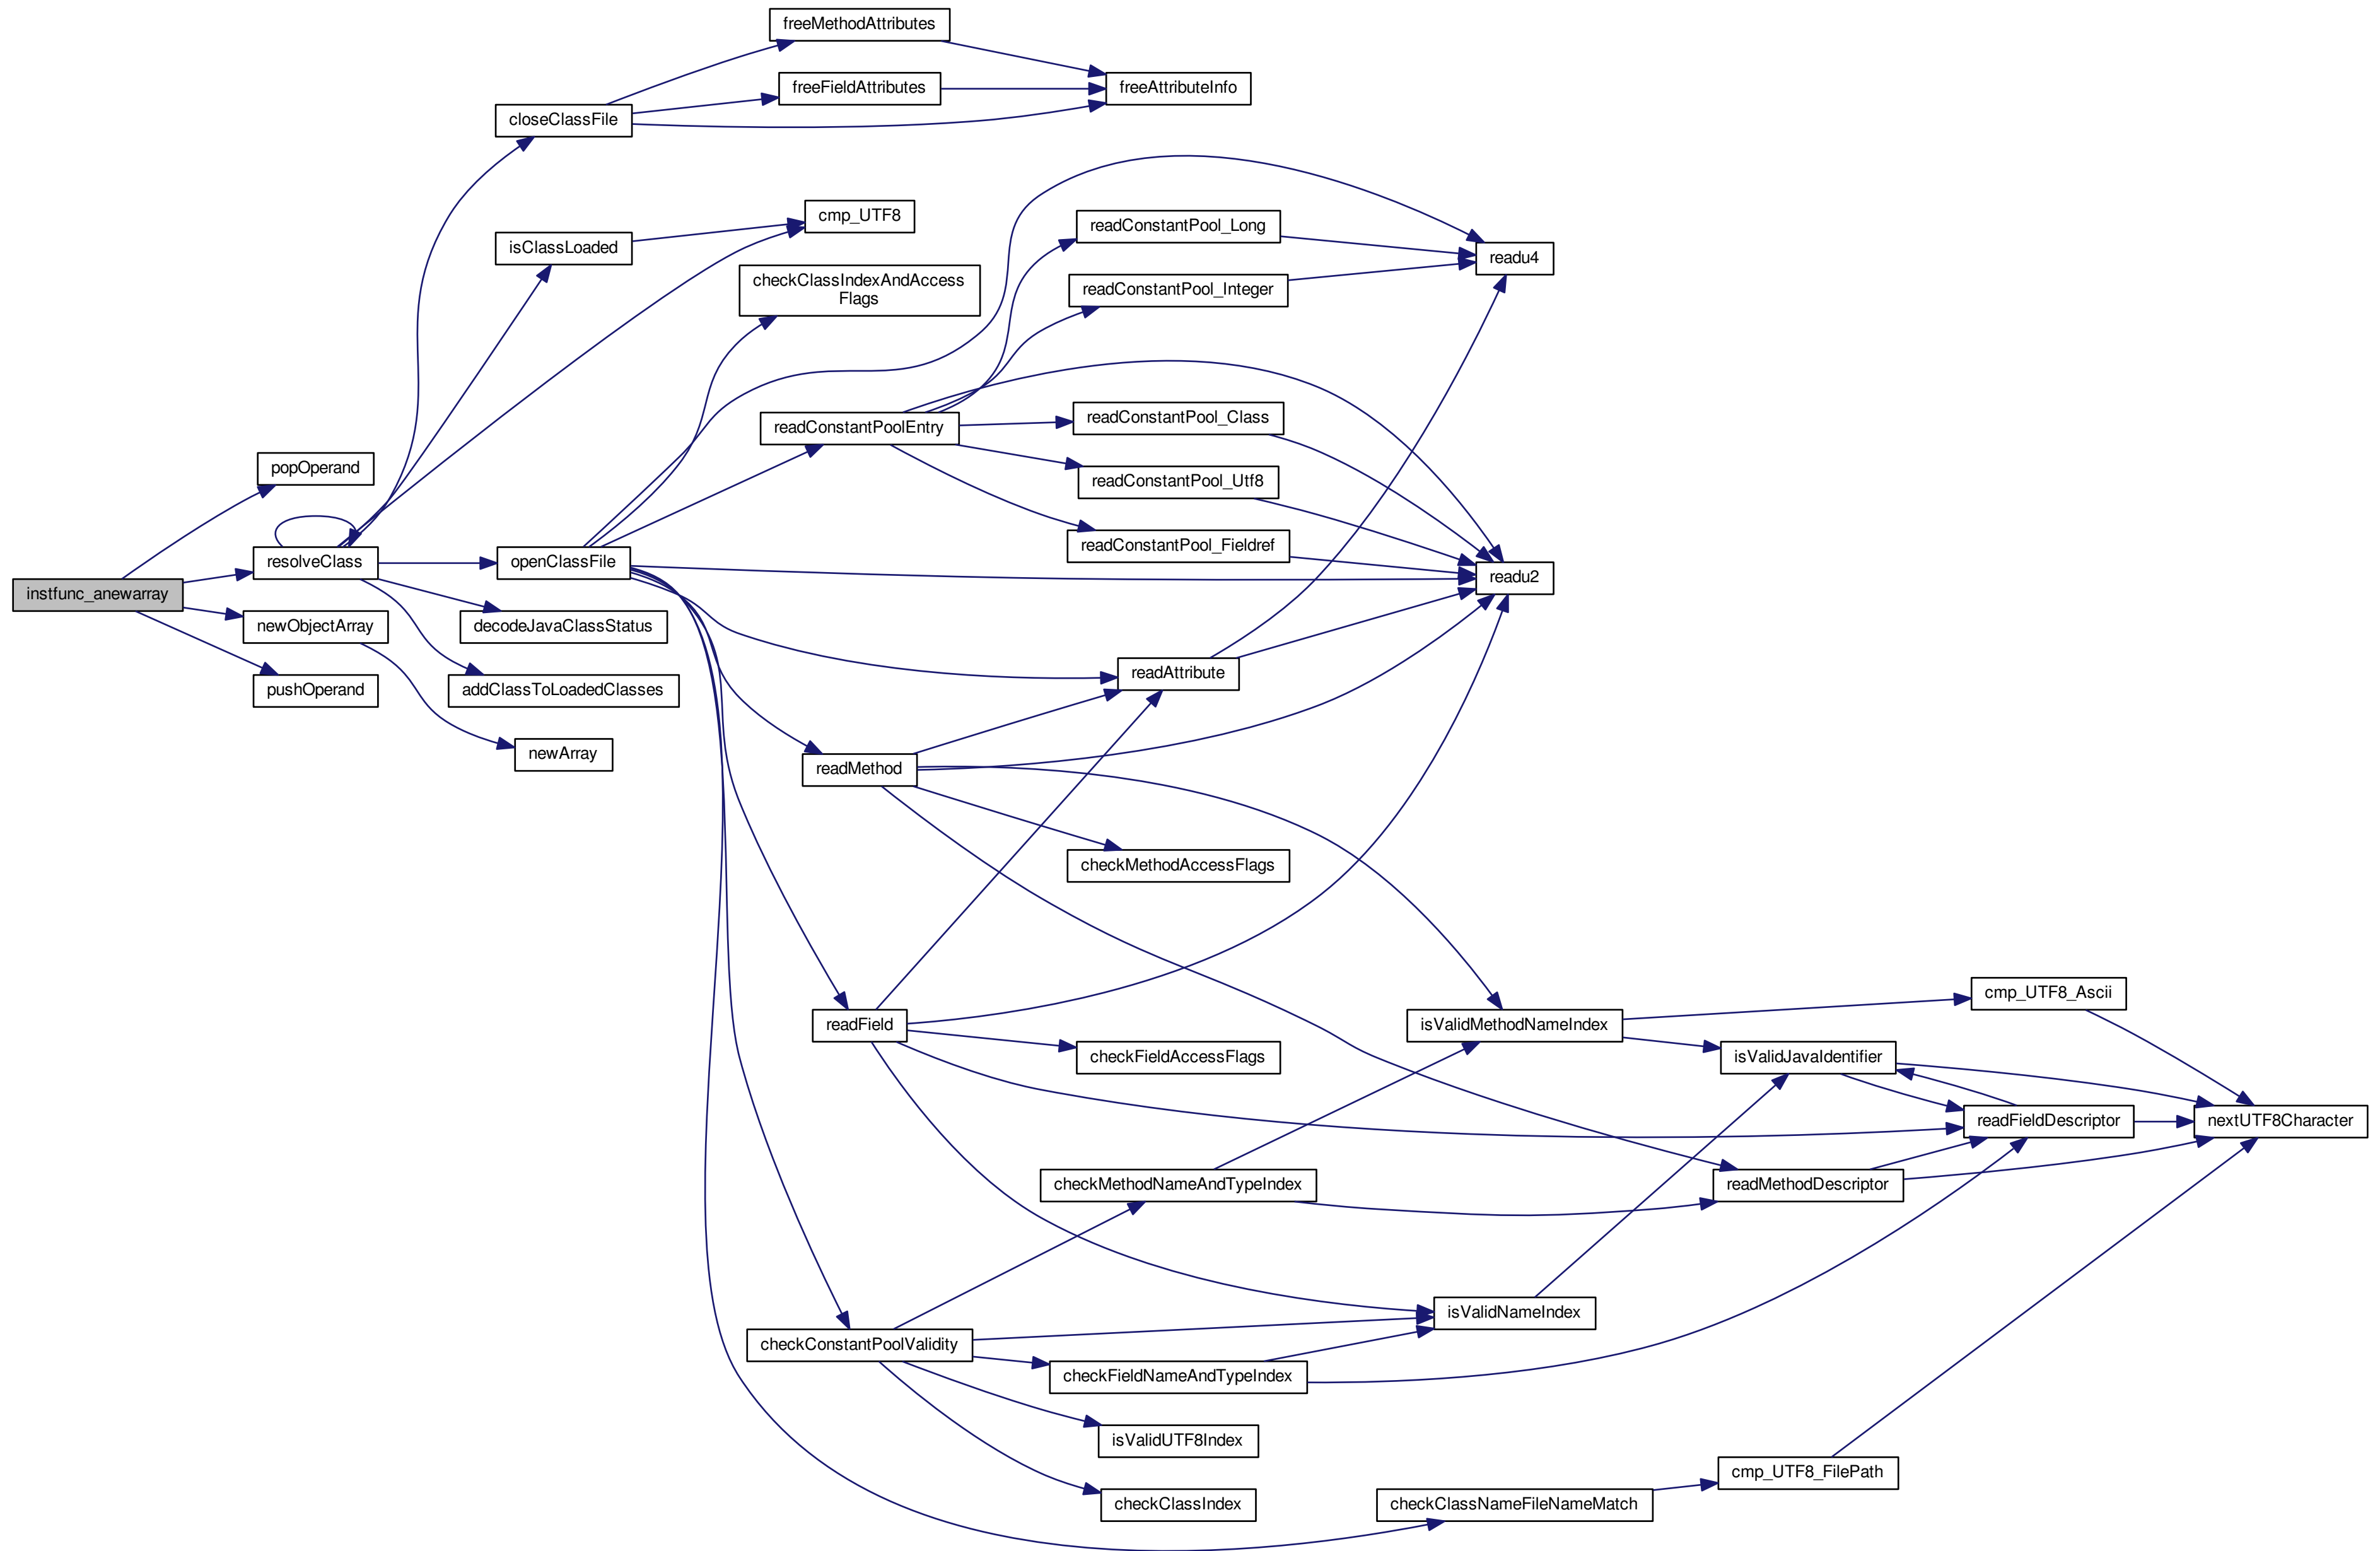 freeMethodAttributes
freeFieldAttributes
freeAttributeInfo
closeClassFile
cmp_UTF8
readConstantPool_Long
isClassLoaded
readu4
checkClassIndexAndAccess
Flags
readConstantPool_Integer
readConstantPoolEntry
readConstantPool_Class
popOperand
readConstantPool_Utf8
readConstantPool_Fieldref
resolveClass
openClassFile
readu2
instfunc_anewarray
newObjectArray
decodeJavaClassStatus
readAttribute
pushOperand
addClassToLoadedClasses
newArray
readMethod
checkMethodAccessFlags
cmp_UTF8_Ascii
readField
isValidMethodNameIndex
checkFieldAccessFlags
isValidJavaIdentifier
readFieldDescriptor
nextUTF8Character
checkMethodNameAndTypeIndex
readMethodDescriptor
isValidNameIndex
checkConstantPoolValidity
checkFieldNameAndTypeIndex
isValidUTF8Index
cmp_UTF8_FilePath
checkClassIndex
checkClassNameFileNameMatch